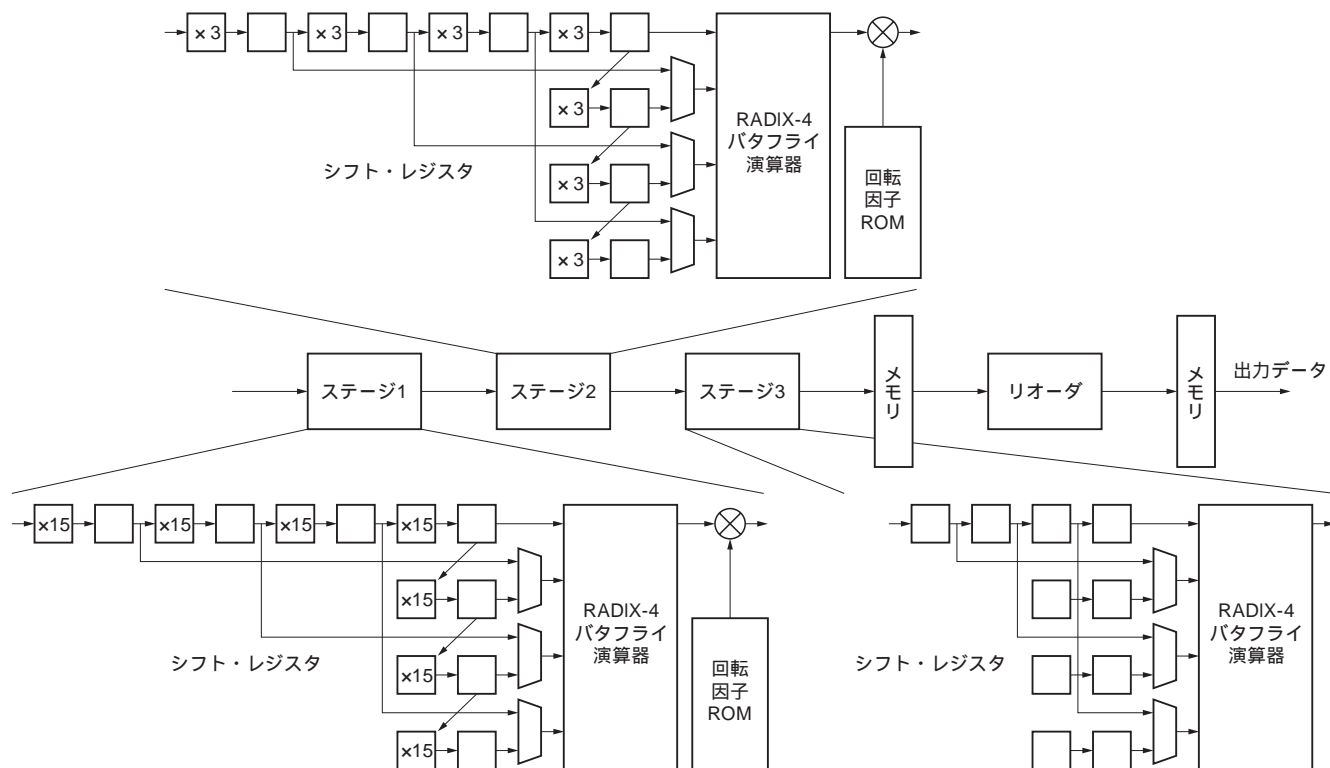 ×3 ×3 ×3 ×3
×3
×3
×3
シフト・レジスタ
RADIX-4
バタフライ
演算器
回転
因子
ROM
ステージ1
ステージ2
ステージ3
メモリ
リオーダ
メモリ
出力データ
×15 ×15 ×15 ×15
×15
×15
×15
シフト・レジスタ
RADIX-4
バタフライ
演算器
回転
因子
ROM
シフト・レジスタ
RADIX-4
バタフライ
演算器